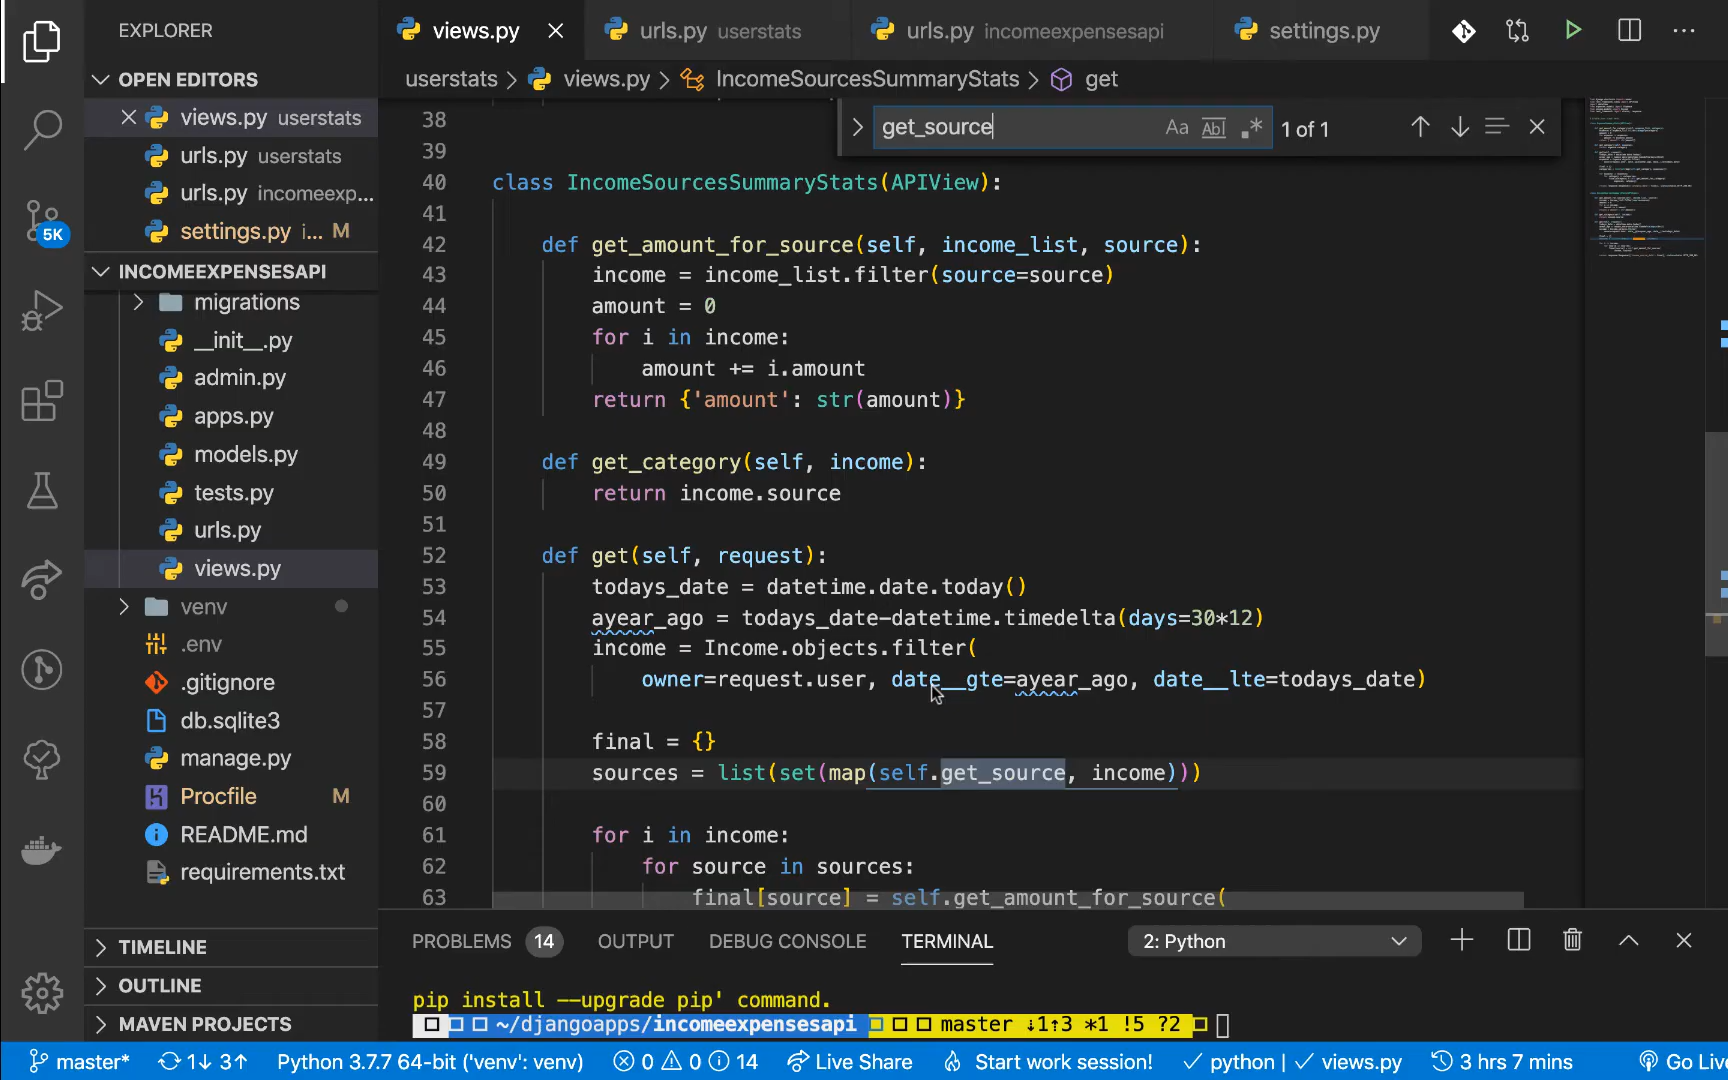 EXPLORER
views.py
urls.py userstats
urls.py incomeexpensesapi
settings.py
OPEN EDITORS
userstats > views.py > IncomeSourcesSummaryStats > get
views.py userstats
urls.py userstats
urls.py incomeexp...
settings.py i... M
5K
get_source
Aa Abl .*
1 of 1
INCOMEEXPENSESAPI
migrations
__init__.py
admin.py
apps.py
models.py
tests.py
urls.py
views.py
venv
.env
.gitignore
db.sqlite3
manage.py
Procfile M
README.md
requirements.txt
TIMELINE
OUTLINE
MAVEN PROJECTS
38
39
40 class IncomeSourcesSummaryStats(APIView):
41
42 def get_amount_for_source(self, income_list, source):
43 income = income_list.filter(source=source)
44 amount = 0
45 for i in income:
46 amount += i.amount
47 return {'amount': str(amount)}
48
49 def get_category(self, income):
50 return income.source
51
52 def get(self, request):
53 todays_date = datetime.date.today()
54 ayear_ago = todays_date-datetime.timedelta(days=30*12)
55 income = Income.objects.filter(
56 owner=request.user, date__gte=ayear_ago, date__lte=todays_date)
57
58 final = {}
59 sources = list(set(map(self.get_source, income)))
60
61 for i in income:
62 for source in sources:
63 final[source] = self.get_amount_for_source(
PROBLEMS 14 OUTPUT DEBUG CONSOLE TERMINAL 2: Python
pip install --upgrade pip' command.
~/djangoapps/incomeexpensesapi master ⇣1⇡3 *1 !5 ?2
master* 1↓ 3↑ Python 3.7.7 64-bit ('venv': venv) 0 0 14 Live Share Start work session! ✓ python | ✓ views.py 3 hrs 7 mins Go Live